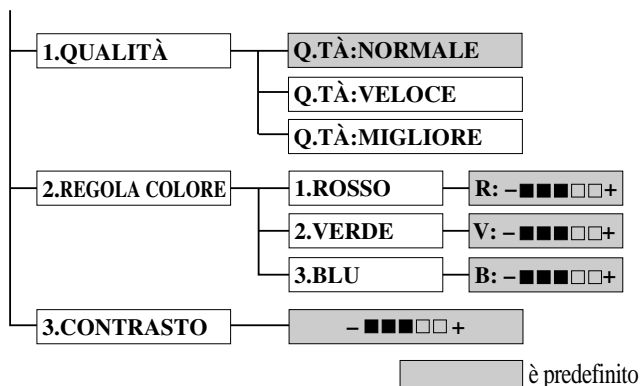 1.QUALITÀ
Q.TÀ:NORMALE
Q.TÀ:VELOCE
Q.TÀ:MIGLIORE
2.REGOLA COLORE
1.ROSSO
R: –■■■□□+
2.VERDE
V: –■■■□□+
3.BLU
B: –■■■□□+
3.CONTRASTO
–■■■□□+
è predefinito